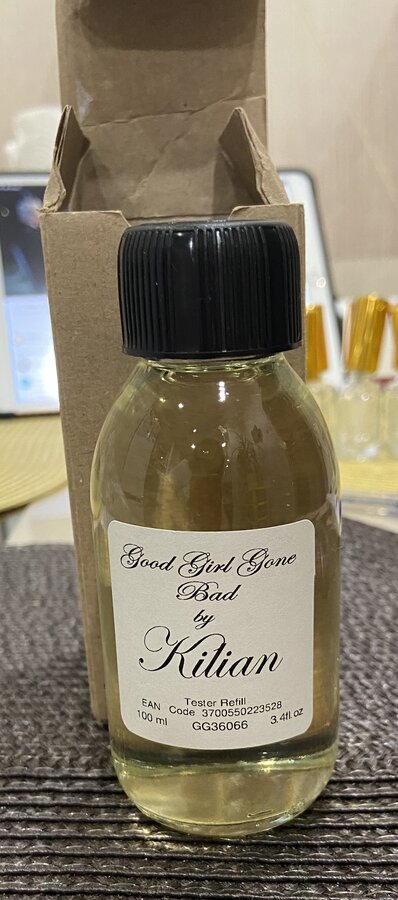 Good Girl Gone
Bad
by
Kilian
Tester Refill
EAN Code 3700550223528
100 ml GG36066 3.4fl.oz